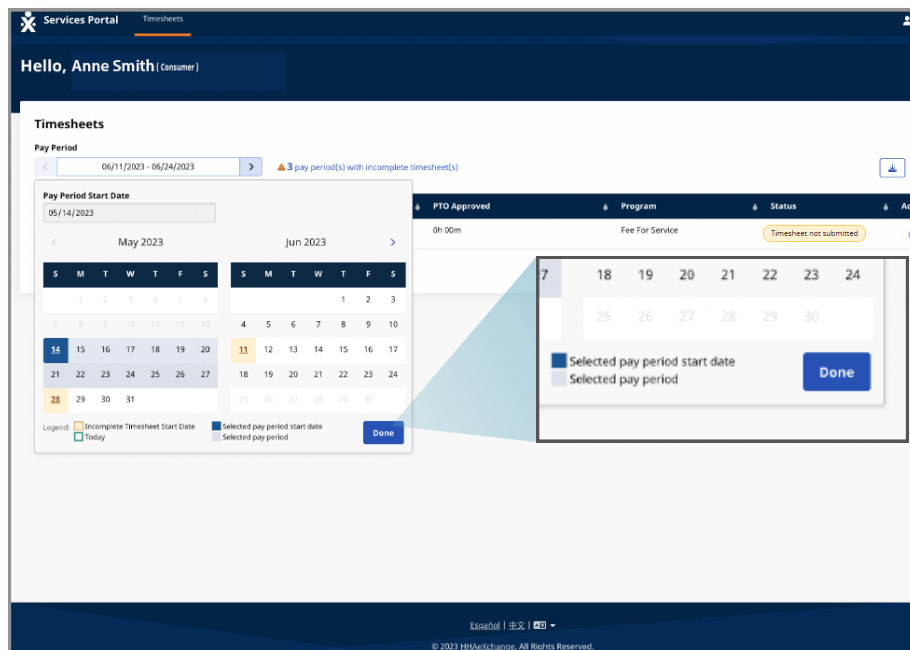 Services Portal Timesheets
Hello, Anne Smith (Consumer)
Timesheets
Pay Period
06/11/2023 - 06/24/2023
3 pay period(s) with incomplete timesheet(s)
Pay Period Start Date
05/14/2023
PTO Approved Program Status
0h 00m Fee For Service Timesheet not submitted
May 2023
S M T W T F S
1 2 3 4 5 6
7 8 9 10 11 12 13
14 15 16 17 18 19 20
21 22 23 24 25 26 27
28 29 30 31
Jun 2023
S M T W T F S
1 2 3
4 5 6 7 8 9 10
11 12 13 14 15 16 17
18 19 20 21 22 23 24
25 26 27 28 29 30
Legend: Incomplete Timesheet Start Date Selected pay period start date
Today Selected pay period
Done
18 19 20 21 22 23 24
25 26 27 28 29 30
Selected pay period start date
Selected pay period
Done
Español | 中文 |
© 2023 HHAeXchange. All Rights Reserved.